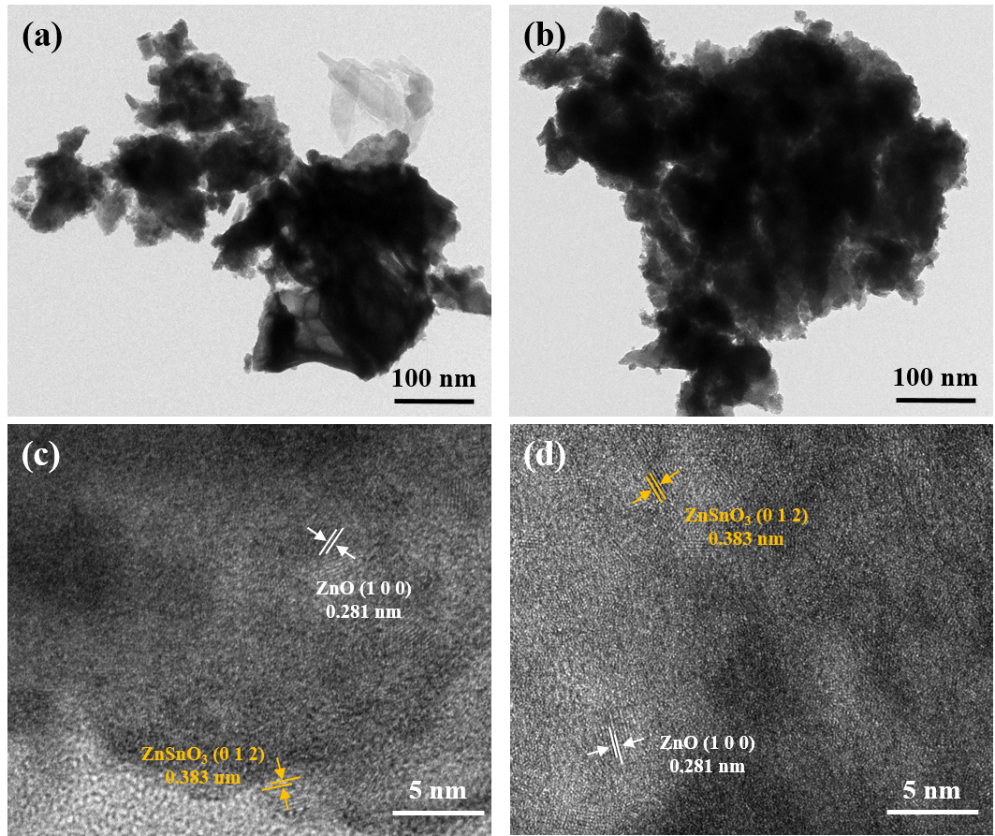 (a)
100 nm
(b)
100 nm
(c)
ZnO (1 0 0)
0.281 nm
ZnSnO₃ (0 1 2)
0.383 nm
5 nm
(d)
ZnSnO₃ (0 1 2)
0.383 nm
ZnO (1 0 0)
0.281 nm
5 nm